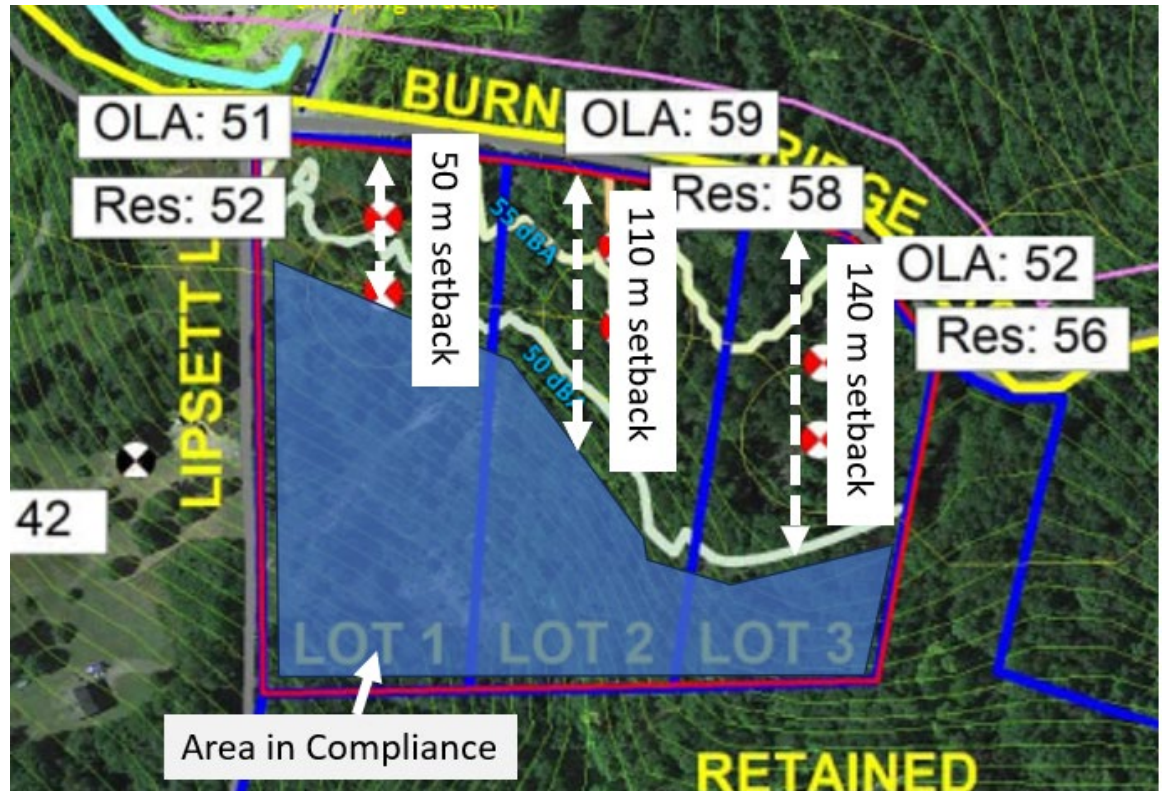 OLA: 51
Res: 52
BURN
OLA: 59
Res: 58
OLA: 52
Res: 56
50 m setback
55 dBA
110 m setback
140 m setback
50 dBA
LIPSETT L
42
LOT 1
LOT 2
LOT 3
Area in Compliance
RETAINED